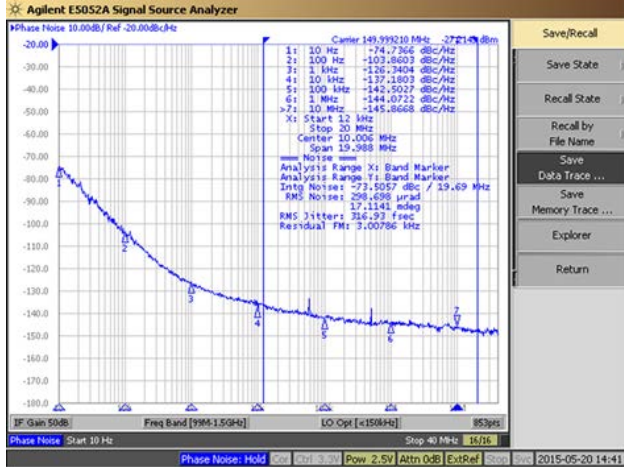 Agilent E5052A Signal Source Analyzer
Phase Noise 10.00dB/ Ref -20.00dBc/Hz
Carrier 149.999210 MHz
dBm
-20.00
-30.00
-40.00
-50.00
-60.00
-70.00
-80.00
-90.00
-100.0
-110.0
-120.0
-130.0
-140.0
-150.0
-160.0
-170.0
-180.0
1: 10 Hz -74.7366 dBc/Hz
2: 100 Hz -103.8603 dBc/Hz
3: 1 kHz -126.3404 dBc/Hz
4: 10 kHz -137.1803 dBc/Hz
5: 100 kHz -142.5027 dBc/Hz
6: 1 MHz -144.0722 dBc/Hz
>7: 10 MHz -145.8668 dBc/Hz
X: Start 12 kHz
Stop 20 MHz
Center 10.006 MHz
Span 19.988 MHz
=== Noise ===
Analysis Range X: Band Marker
Analysis Range Y: Band Marker
Intg Noise: -73.5057 dBc / 19.69 MHz
RMS Noise: 298.698 µrad
17.1141 mdeg
RMS Jitter: 316.93 fsec
Residual FM: 3.00786 kHz
1
2
3
4
5
6
7
IF Gain 50dB
Freq Band [99M-1.5GHz]
LO Opt [<150kHz]
853pts
Phase Noise Start 10 Hz
Stop 40 MHz 16/16
Phase Noise: Hold Cor Ctrl 3.3V Pow 2.5V Attn 0dB ExtRef Stop Svc 2015-05-20 14:41
Save/Recall
Save State
Recall State
Recall by
File Name
Save
Data Trace ...
Save
Memory Trace ...
Explorer
Return